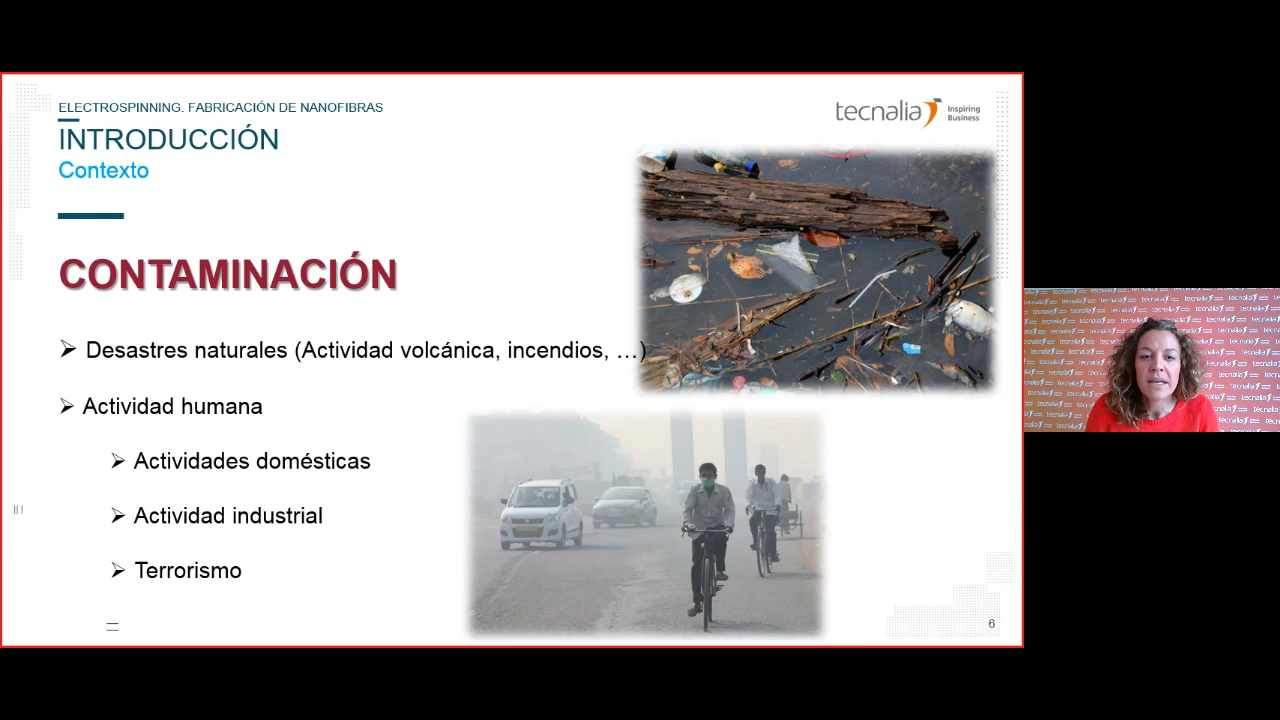 ELECTROSPINNING. FABRICACIÓN DE NANOFIBRAS
INTRODUCCIÓN
Contexto
tecnalia Inspiring Business
CONTAMINACIÓN
Desastres naturales (Actividad volcánica, incendios, …)
Actividad humana
Actividades domésticas
Actividad industrial
Terrorismo
6